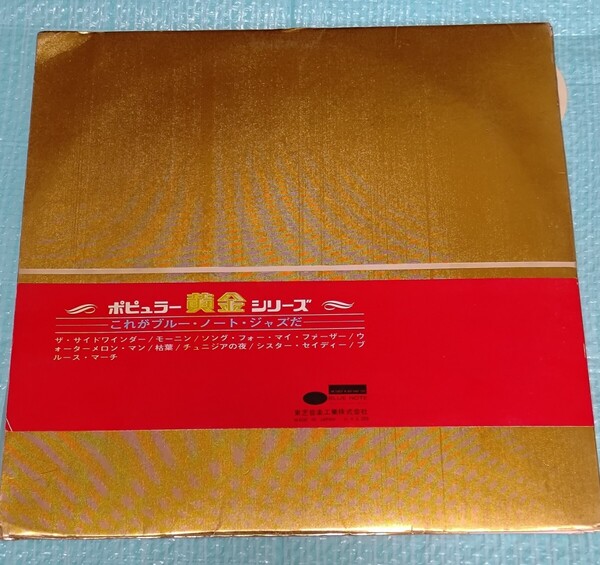 ポピュラー黄金シリーズ
これがブルー・ノート・ジャズだ
ザ・サイドワインダー/モーニン/ソング・フォー・マイ・ファーザー/ウ
ォーターメロン・マン/枯葉/チュニジアの夜/シスター・セイディー/ブ
ルース・マーチ
BLUE NOTE
東芝音楽工業株式会社